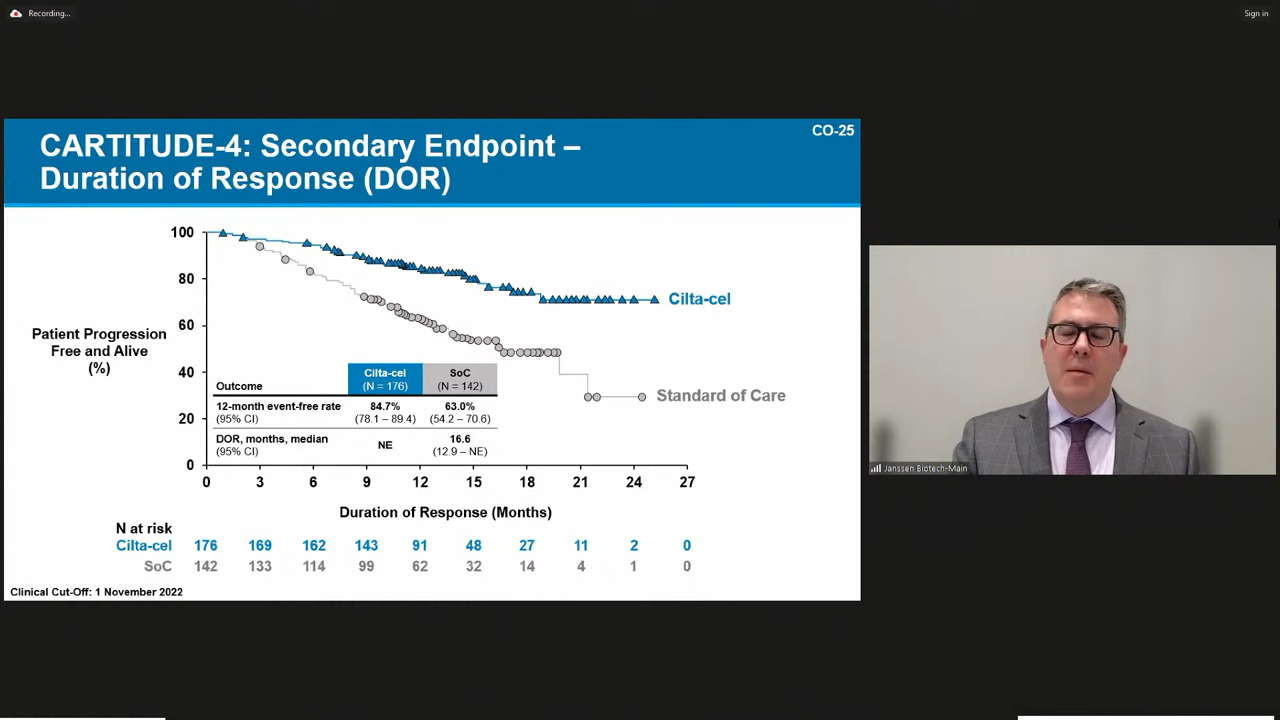 Recording...
Sign in
CO-25
CARTITUDE-4: Secondary Endpoint –
Duration of Response (DOR)
100
80
60
40
20
0
Patient Progression
Free and Alive
(%)
Cilta-cel
Standard of Care
Outcome
Cilta-cel
(N = 176)
SoC
(N = 142)
12-month event-free rate
(95% CI)
84.7%
(78.1 – 89.4)
63.0%
(54.2 – 70.6)
DOR, months, median
(95% CI)
NE
16.6
(12.9 – NE)
0 3 6 9 12 15 18 21 24 27
Duration of Response (Months)
N at risk
Cilta-cel 176 169 162 143 91 48 27 11 2 0
SoC 142 133 114 99 62 32 14 4 1 0
Clinical Cut-Off: 1 November 2022
Janssen Biotech-Main